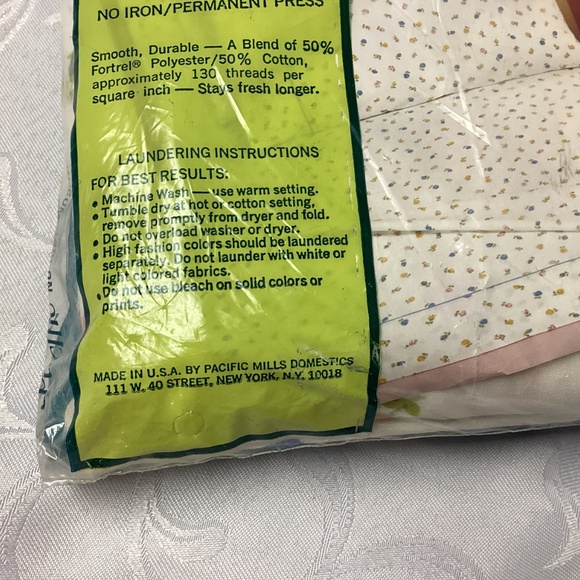 NO IRON/PERMANENT PRESS
Smooth, Durable — A Blend of 50%
Fortrel® Polyester/50% Cotton,
approximately 130 threads per
square inch — Stays fresh longer.
LAUNDERING INSTRUCTIONS
FOR BEST RESULTS:
• Machine Wash — use warm setting.
• Tumble dry at hot or cotton setting,
remove promptly from dryer and fold.
• Do not overload washer or dryer.
• High fashion colors should be laundered
separately. Do not launder with white or
light colored fabrics.
• Do not use bleach on solid colors or
prints.
MADE IN U.S.A. BY PACIFIC MILLS DOMESTICS
111 W. 40 STREET, NEW YORK, N.Y. 10018